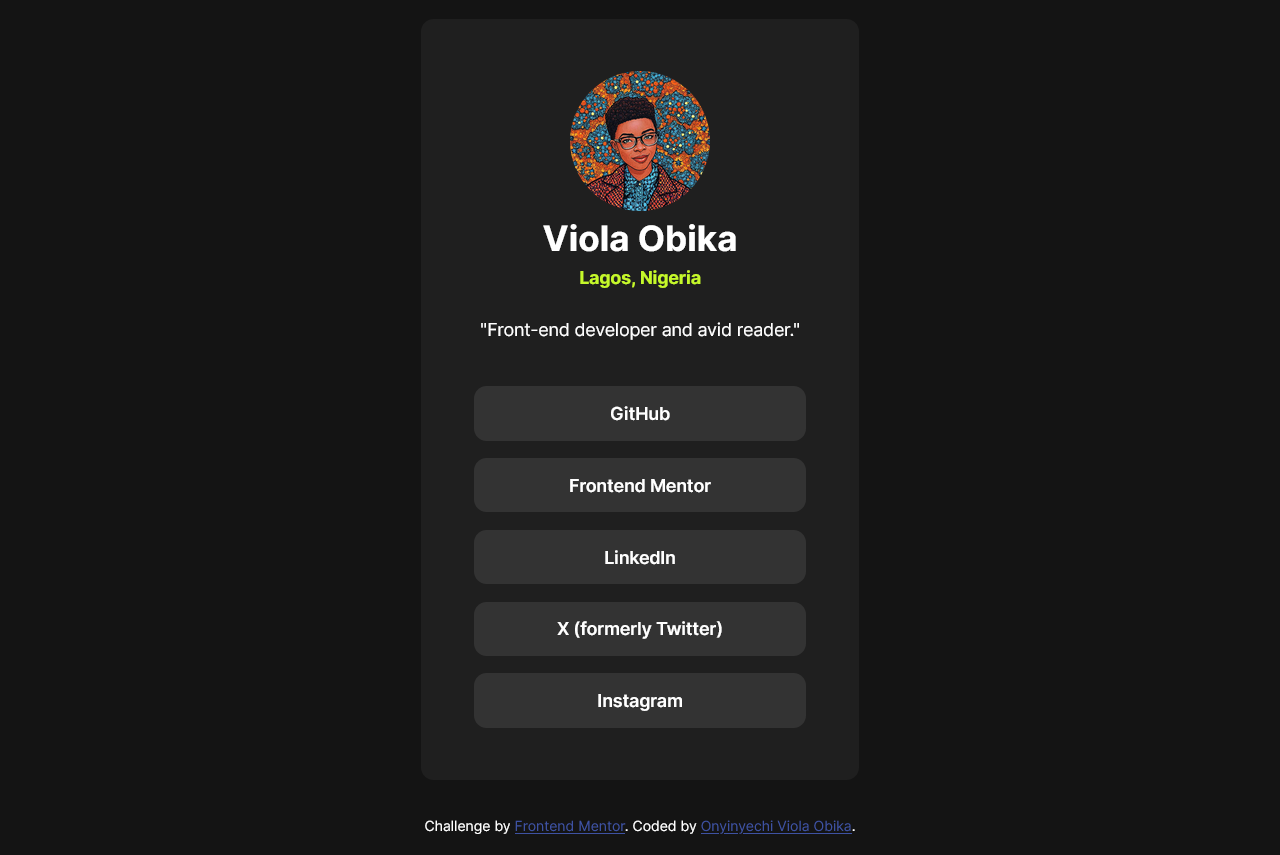 Viola Obika
Lagos, Nigeria
"Front-end developer and avid reader."
GitHub
Frontend Mentor
LinkedIn
X (formerly Twitter)
Instagram
Challenge by Frontend Mentor. Coded by Onyinyechi Viola Obika.